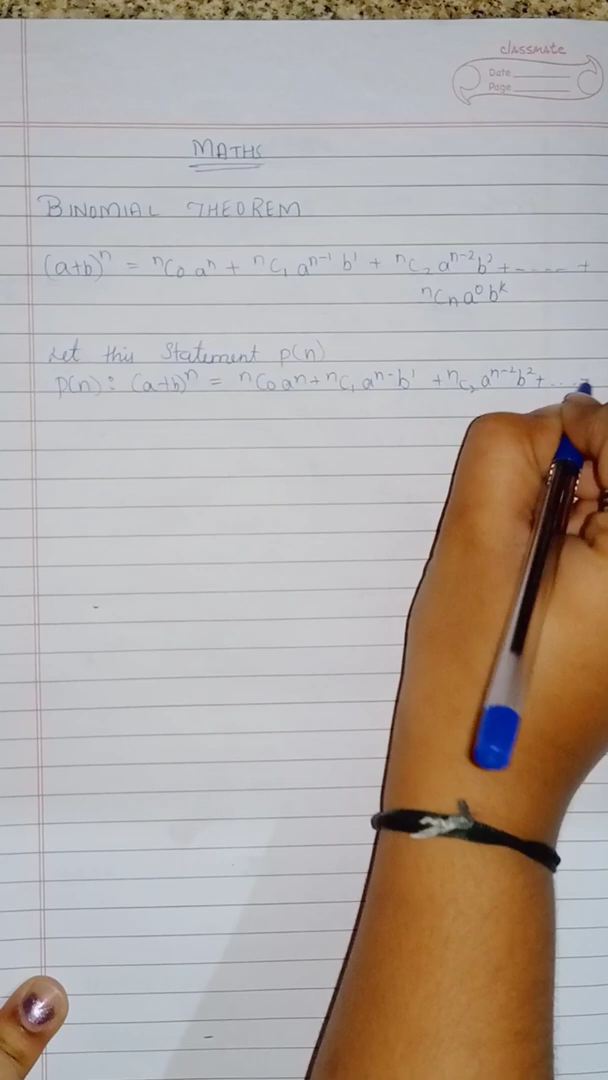 classmate
Date
Page
MATHS
BINOMIAL THEOREM
(a+b)ⁿ = ⁿC₀ aⁿ + ⁿC₁ aⁿ⁻¹ b¹ + ⁿC₂ aⁿ⁻² b² + ---- +
ⁿCₙ a⁰ bᵏ
Let this Statement p(n)
p(n) : (a+b)ⁿ = ⁿC₀ aⁿ + ⁿC₁ aⁿ⁻ b¹ + ⁿC₂ aⁿ⁻² b² + ....